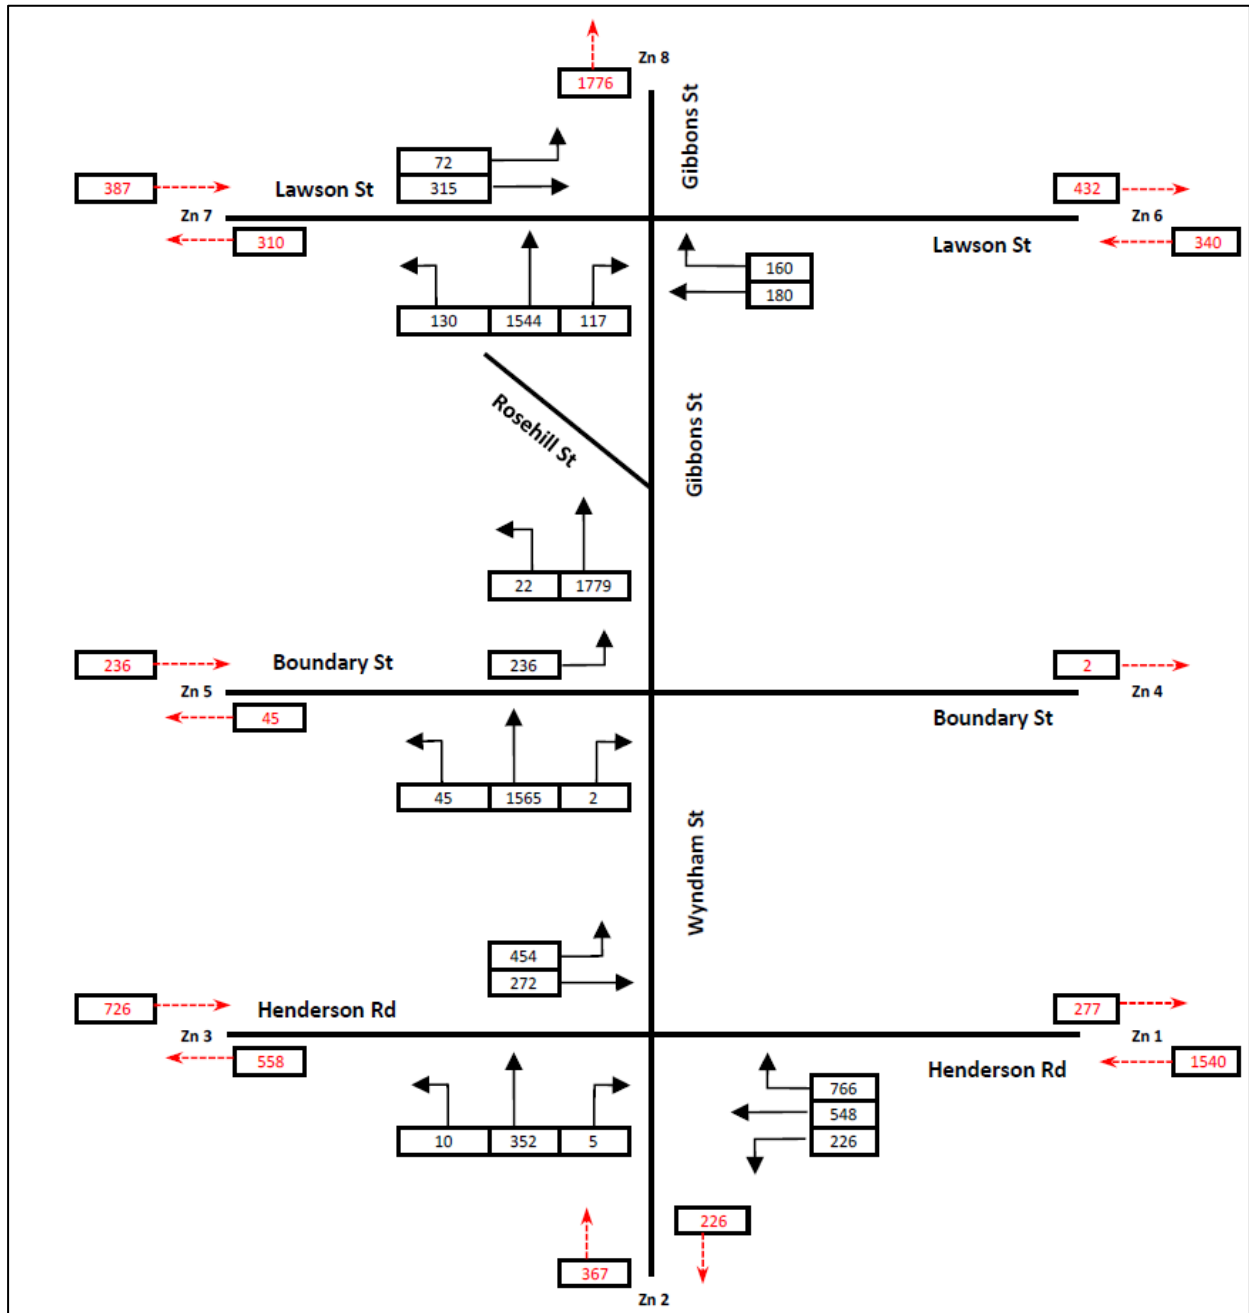 Zn 8
1776
Gibbons St
72
315
387
Lawson St
432
Zn 7
Zn 6
310
Lawson St
340
160
180
130 1544 117
Rosehill St
Gibbons St
22 1779
236
Boundary St
236
2
Zn 5
Zn 4
45
Boundary St
45 1565 2
Wyndham St
454
272
726
Henderson Rd
277
Zn 3
Zn 1
558
Henderson Rd
1540
766
548
226
10 352 5
226
367
Zn 2